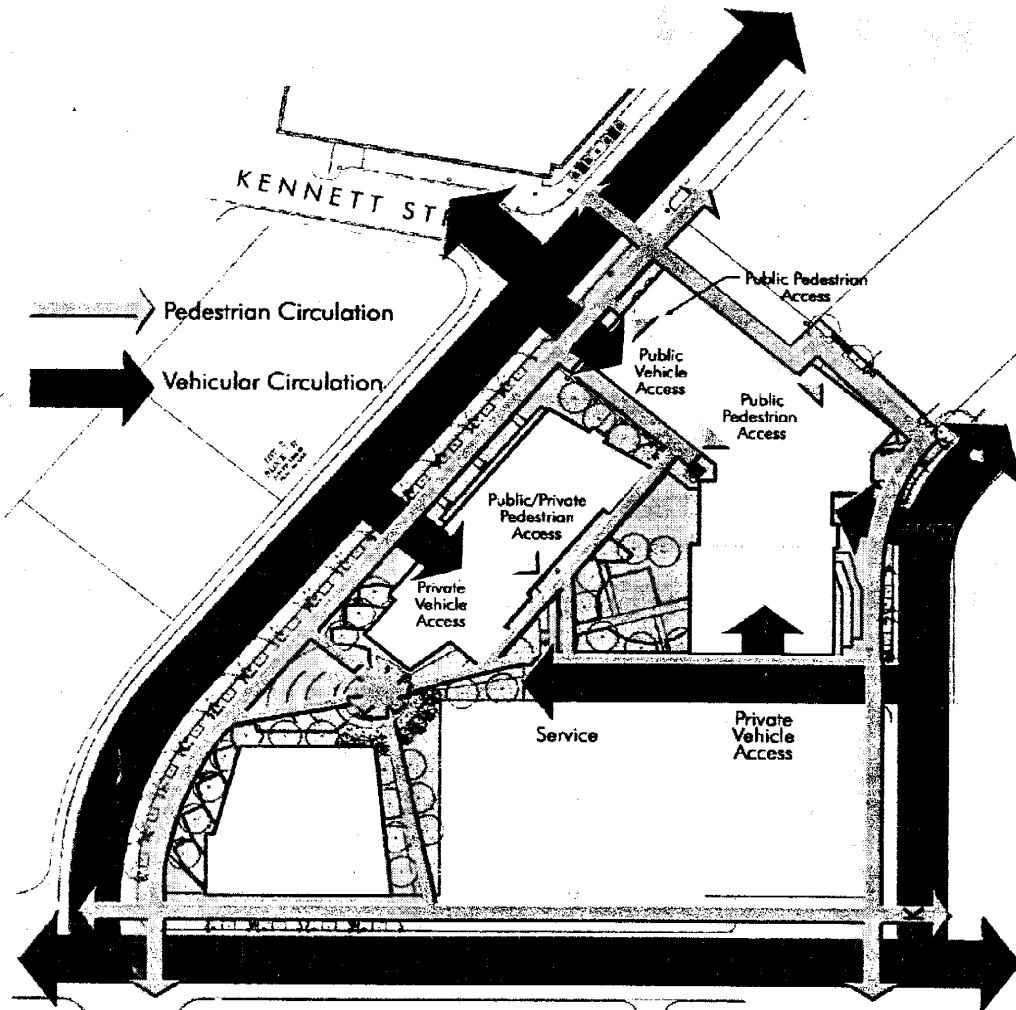 KENNETT ST
Pedestrian Circulation
Vehicular Circulation
Public Pedestrian
Access
Public
Vehicle
Access
Public
Pedestrian
Access
Public/Private
Pedestrian
Access
Private
Vehicle
Access
Service
Private
Vehicle
Access
K